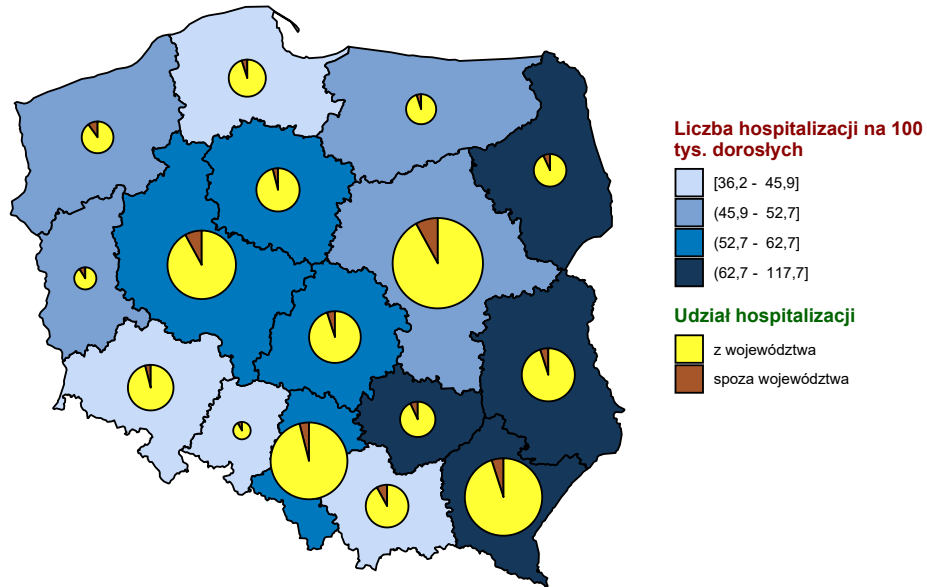 Liczba hospitalizacji na 100
tys. dorosłych
[36,2 - 45,9]
(45,9 - 52,7]
(52,7 - 62,7]
(62,7 - 117,7]
Udział hospitalizacji
z województwa
spoza województwa